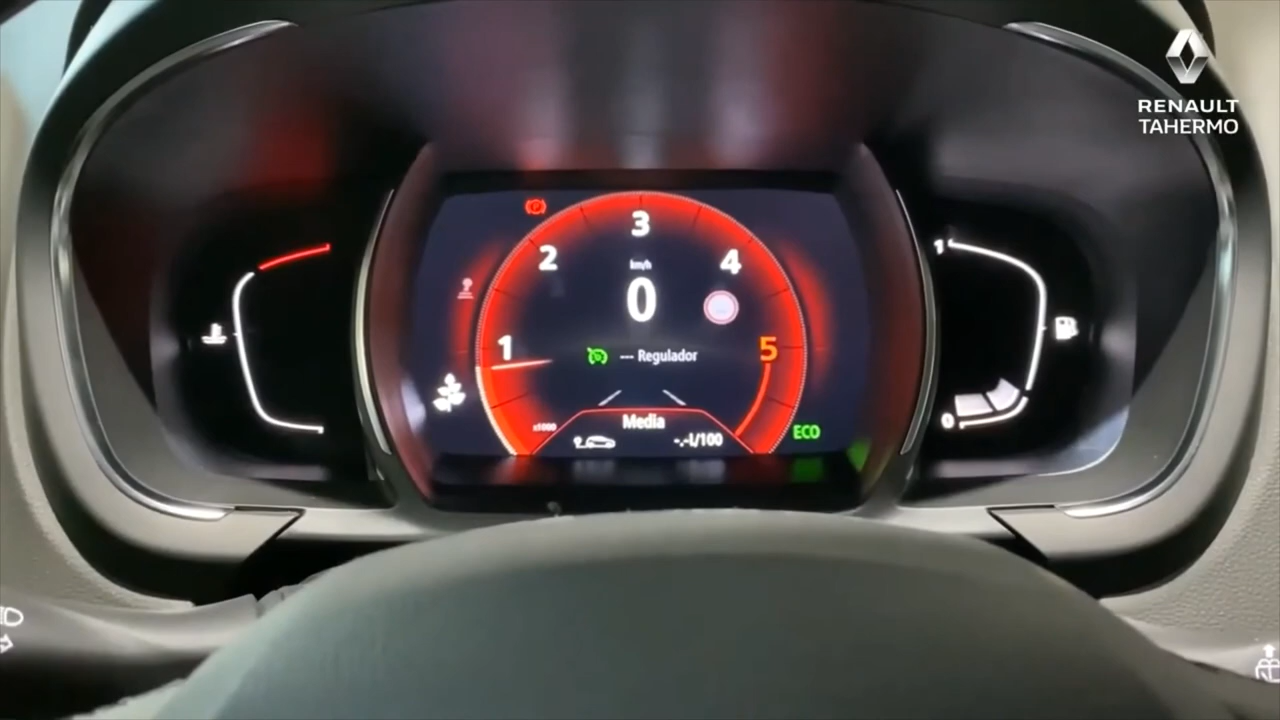 RENAULT
TAHERMO
3
2
4
km/h
0
1
1
--- Regulador
5
Media
x1000
-.-l/100
ECO
0